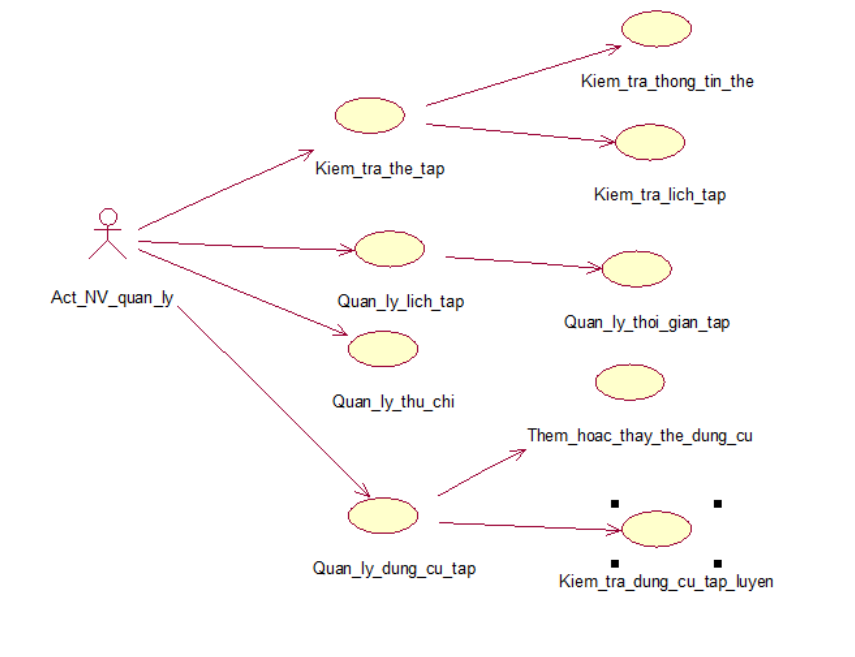 Kiem_tra_thong_tin_the
Kiem_tra_the_tap
Kiem_tra_lich_tap
Act_NV_quan_ly
Quan_ly_lich_tap
Quan_ly_thoi_gian_tap
Quan_ly_thu_chi
Them_hoac_thay_the_dung_cu
Quan_ly_dung_cu_tap
Kiem_tra_dung_cu_tap_luyen